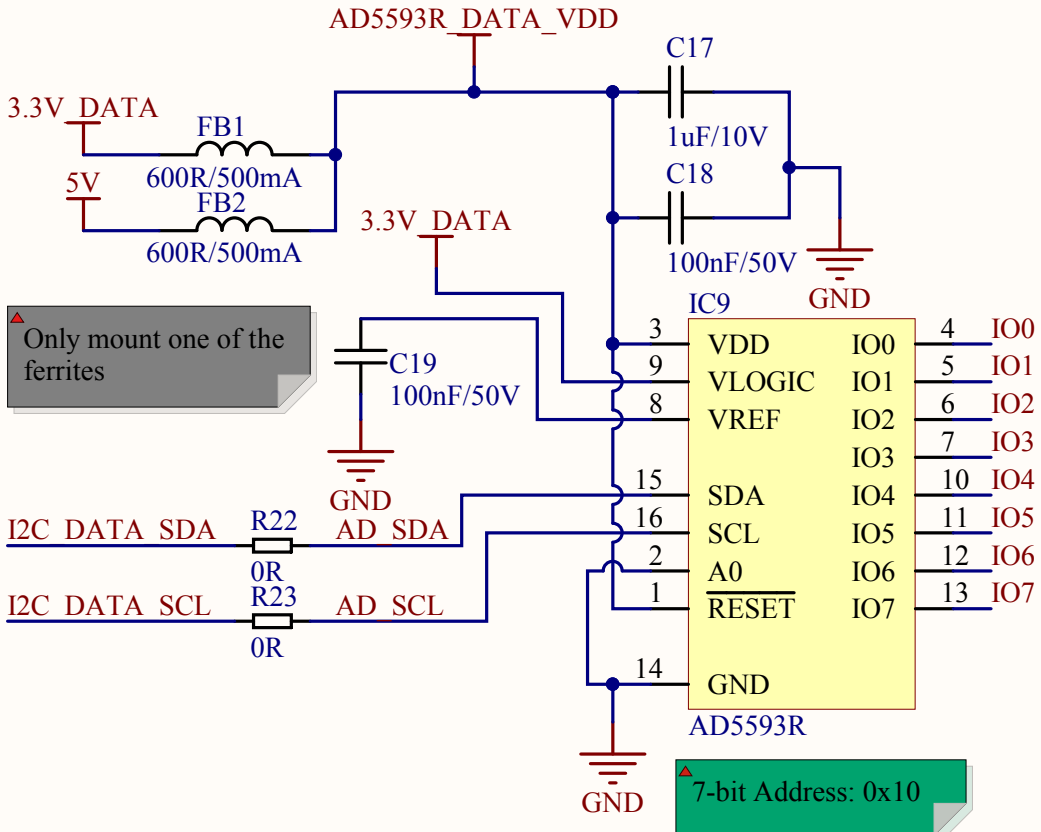 AD5593R_DATA_VDD
C17
1uF/10V
3.3V_DATA
FB1
600R/500mA
5V
FB2
600R/500mA
C18
100nF/50V
GND
3.3V_DATA
Only mount one of the
ferrites
C19
100nF/50V
GND
IC9
3 VDD IO0 4 IO0
9 VLOGIC IO1 5 IO1
8 VREF IO2 6 IO2
IO3 7 IO3
15 SDA IO4 10 IO4
16 SCL IO5 11 IO5
2 A0 IO6 12 IO6
1 RESET IO7 13 IO7
14 GND
AD5593R
I2C_DATA_SDA R22 AD_SDA
0R
I2C_DATA_SCL R23 AD_SCL
0R
GND
7-bit Address: 0x10